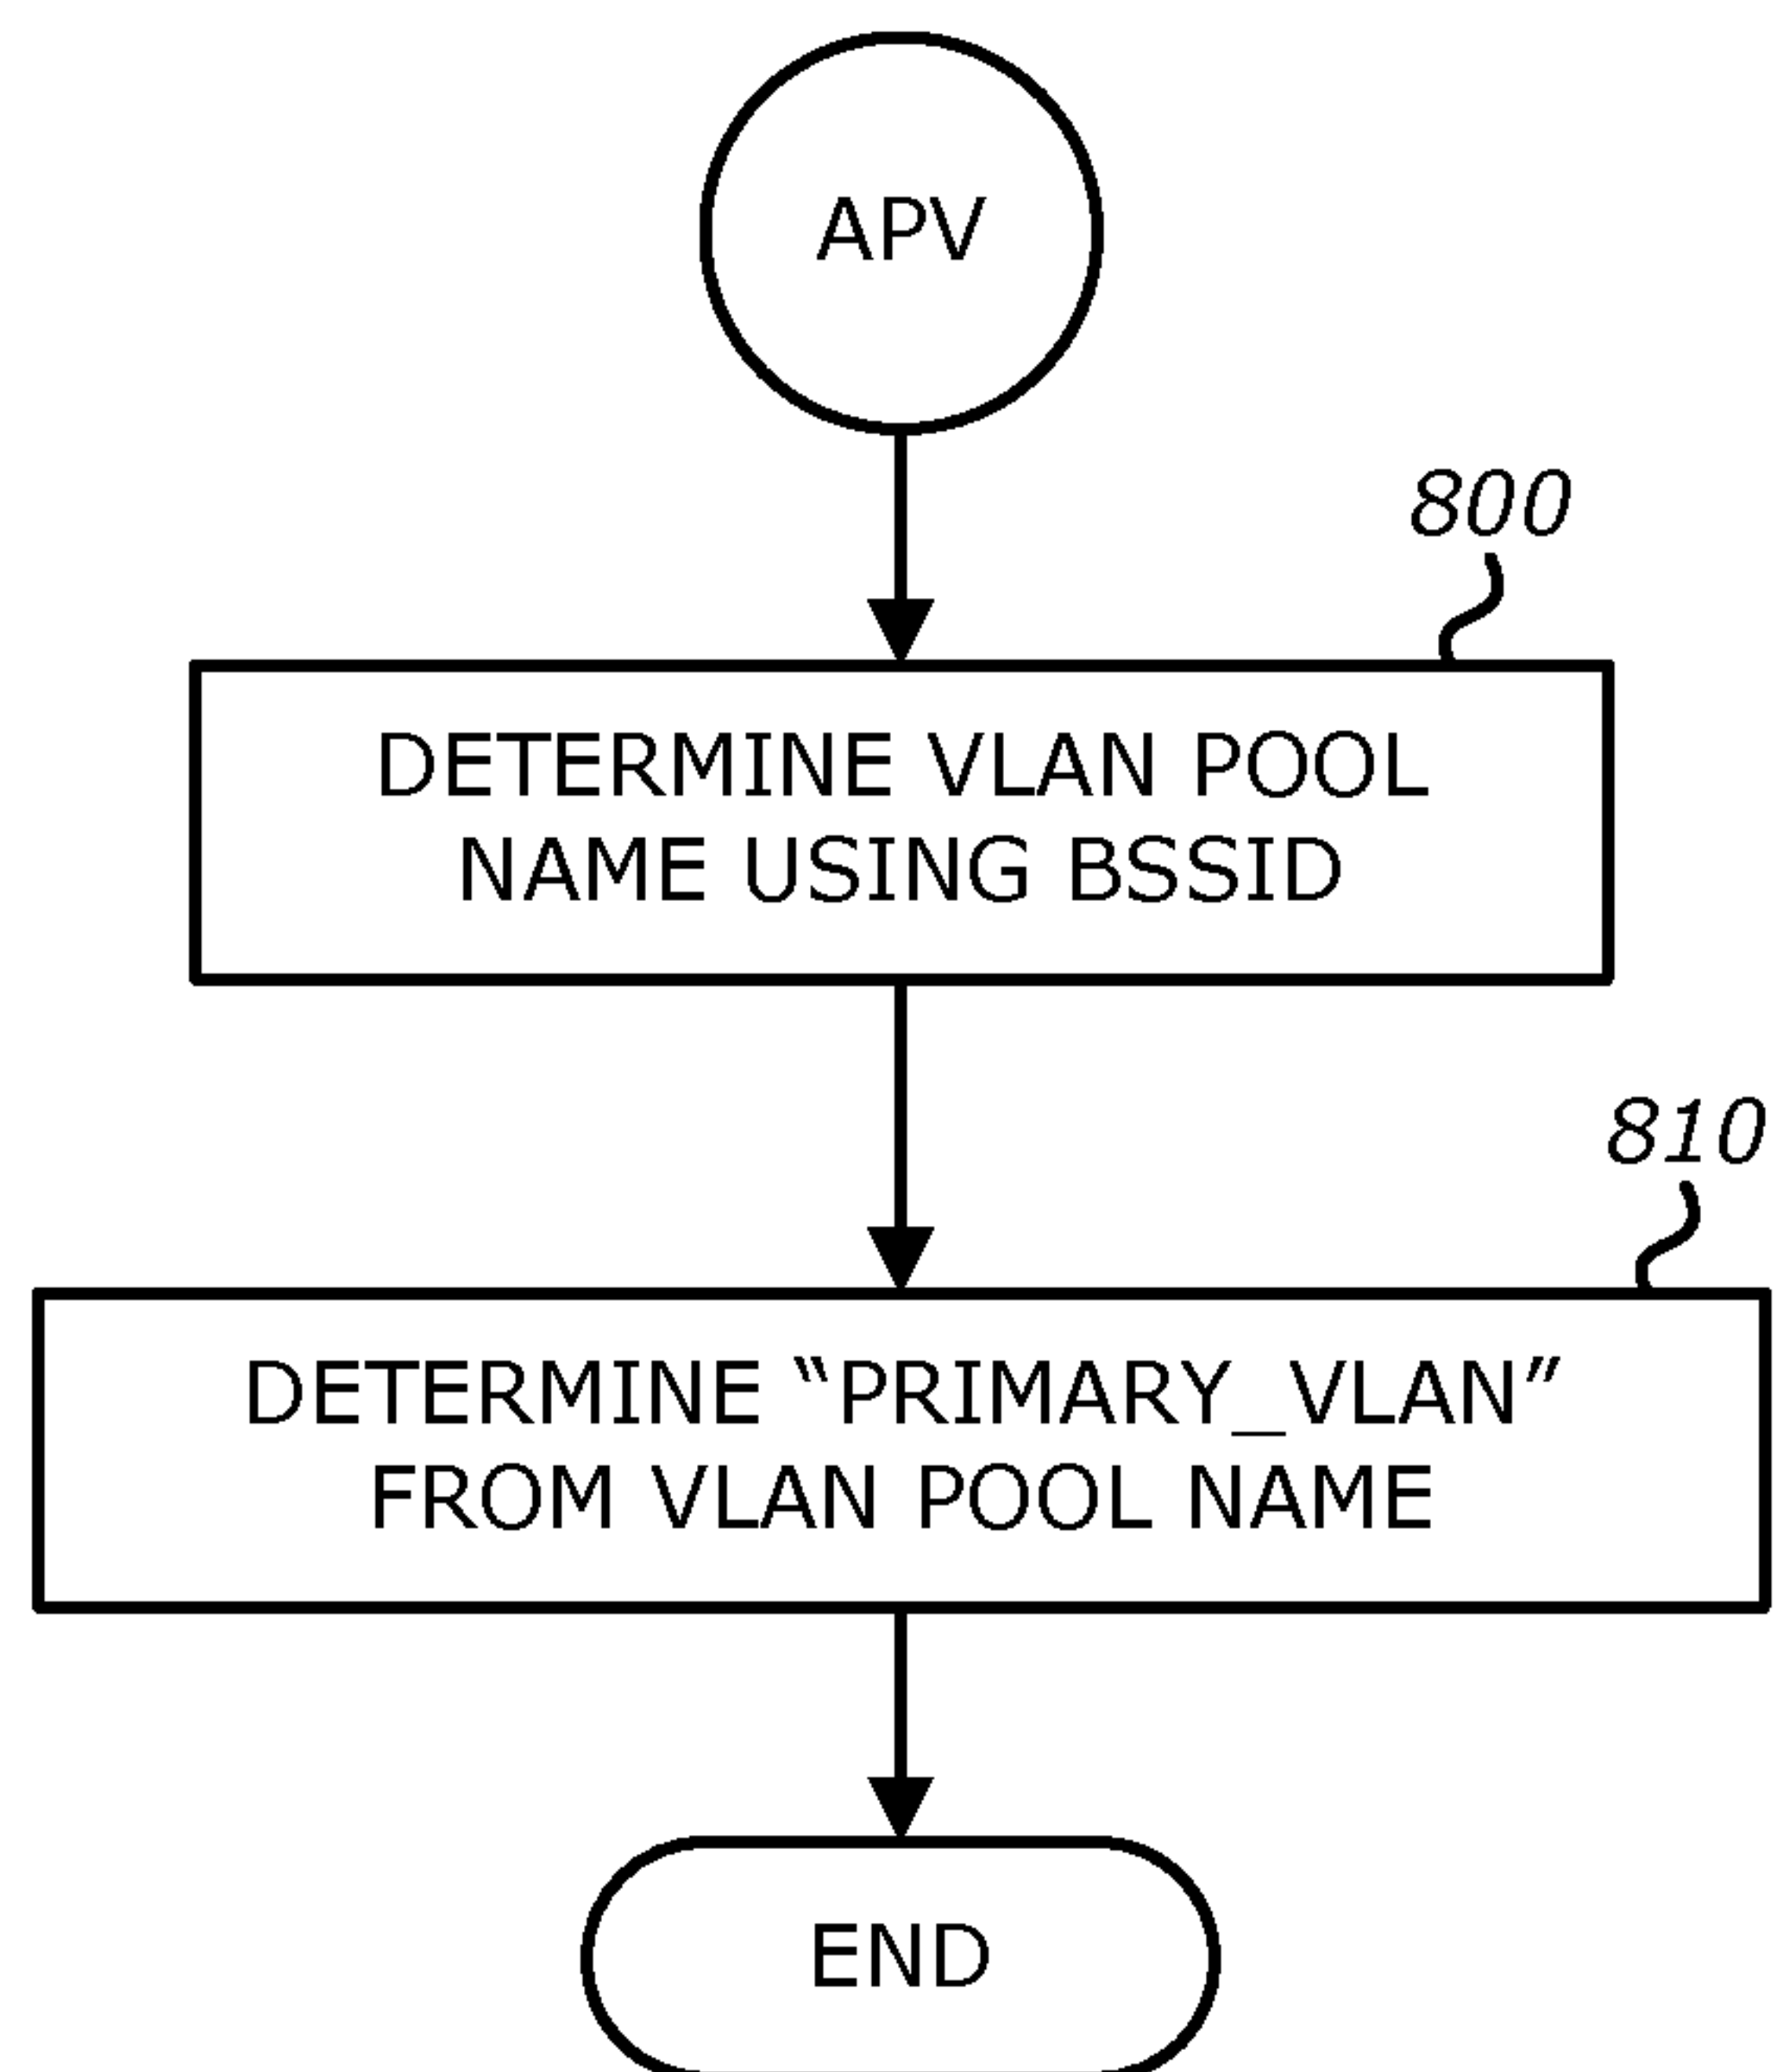 APV
800
DETERMINE VLAN POOL
NAME USING BSSID
810
DETERMINE “PRIMARY_VLAN”
FROM VLAN POOL NAME
END